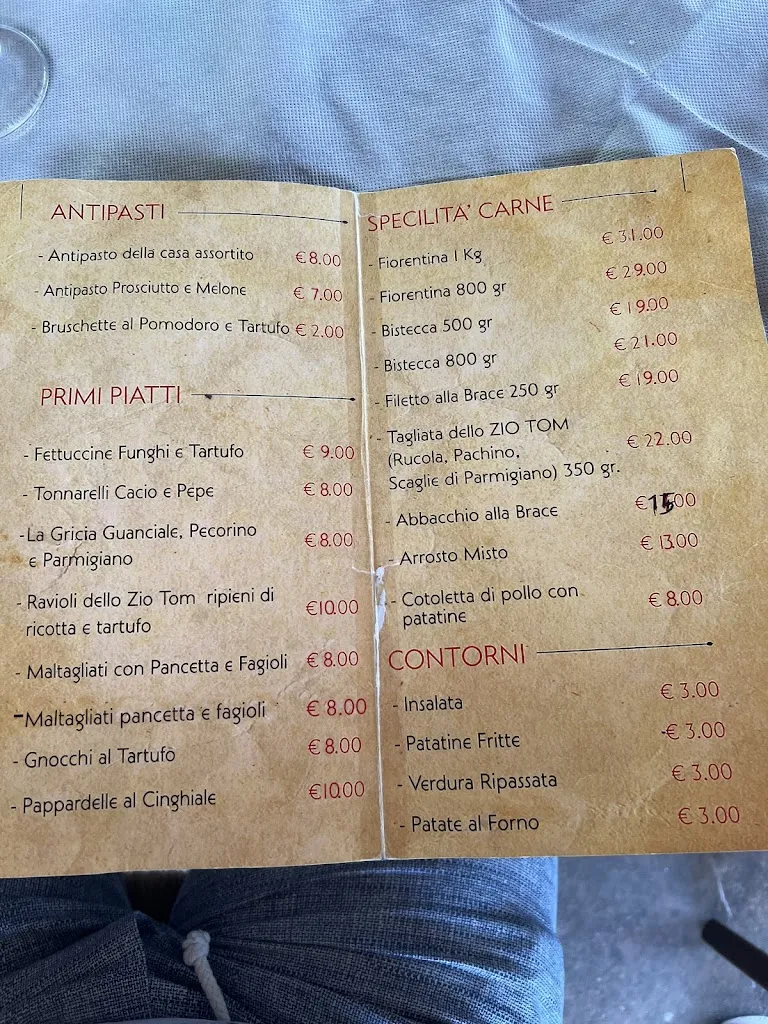 ANTIPASTI
- Antipasto della casa assortito €8.00
- Antipasto Prosciutto e Melone € 7.00
- Bruschette al Pomodoro e Tartufo € 2.00
PRIMI PIATTI
- Fettuccine Funghi e Tartufo € 9.00
- Tonnarelli Cacio e Pepe € 8.00
-La Gricia Guanciale, Pecorino
e Parmigiano €8.00
- Ravioli dello Zio Tom ripieni di
ricotta e tartufo €10.00
- Maltagliati con Pancetta e Fagioli € 8.00
-Maltagliati pancetta e fagioli € 8.00
- Gnocchi al Tartufo € 8.00
- Pappardelle al Cinghiale €10.00
SPECILITA' CARNE
- Fiorentina 1 Kg € 31.00
- Fiorentina 800 gr € 29.00
- Bistecca 500 gr € 19.00
- Bistecca 800 gr € 21.00
- Filetto alla Brace 250 gr € 19.00
- Tagliata dello ZIO TOM € 22.00
(Rucola, Pachino,
Scaglie di Parmigiano) 350 gr.
- Abbacchio alla Brace
- Arrosto Misto € 13.00
- Cotoletta di pollo con
patatine € 8.00
CONTORNI
- Insalata € 3.00
- Patatine Fritte € 3.00
- Verdura Ripassata € 3.00
- Patate al Forno € 3.00